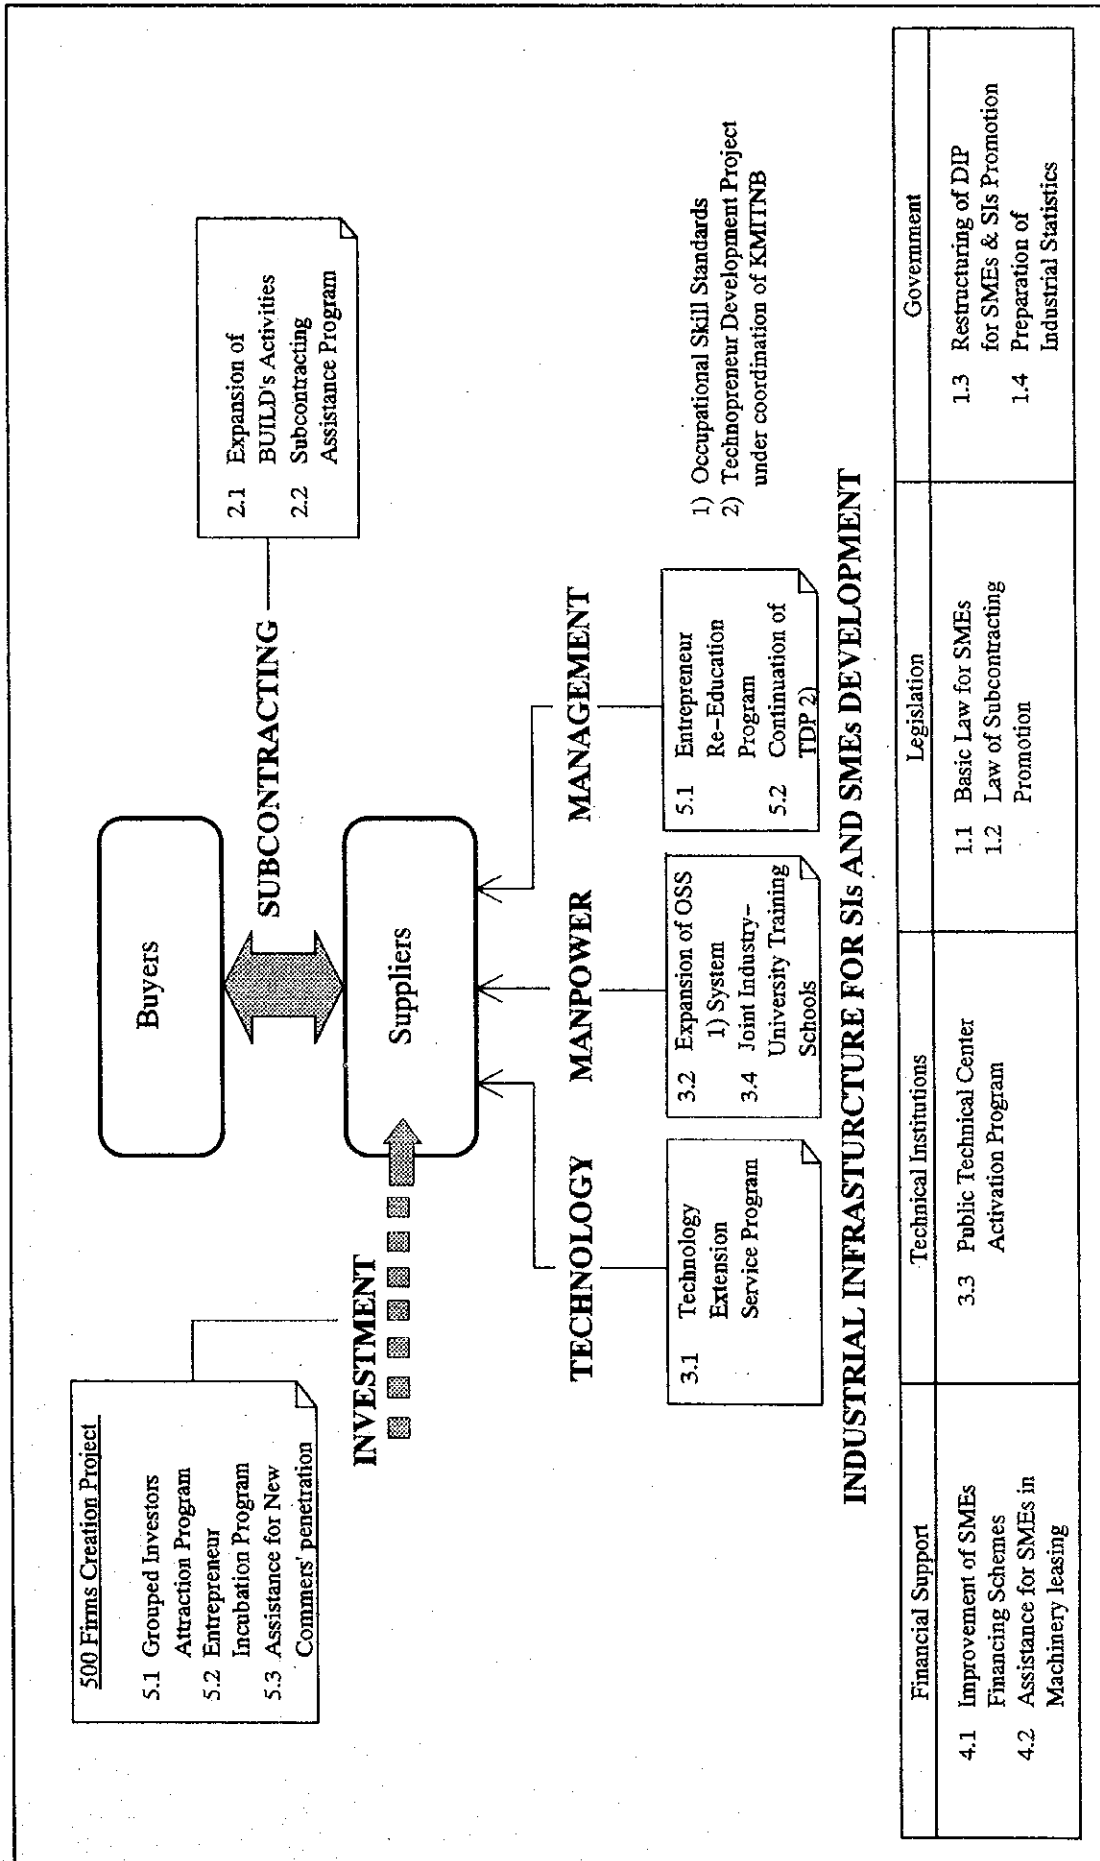 500 Firms Creation Project
5.1 Grouped Investors
Attraction Program
5.2 Entrepreneur
Incubation Program
5.3 Assistance for New
Commers' penetration
INVESTMENT
Buyers
SUBCONTRACTING
2.1 Expansion of
BUILD's Activities
2.2 Subcontracting
Assistance Program
Suppliers
TECHNOLOGY MANPOWER MANAGEMENT
3.1 Technology
Extension
Service Program
3.2 Expansion of OSS
1) System
3.4 Joint Industry-
University Training
Schools
5.1 Entrepreneur
Re-Education
Program
5.2 Continuation of
TDP 2)
1) Occupational Skill Standards
2) Technopreneur Development Project
under coordination of KMITNB
INDUSTRIAL INFRASTURCTURE FOR SIs AND SMEs DEVELOPMENT
Financial Support
4.1 Improvement of SMEs
Financing Schemes
4.2 Assistance for SMEs in
Machinery leasing
Technical Institutions
3.3 Public Technical Center
Activation Program
Legislation
1.1 Basic Law for SMEs
1.2 Law of Subcontracting
Promotion
Government
1.3 Restructuring of DIP
for SMEs & SIs Promotion
1.4 Preparation of
Industrial Statistics